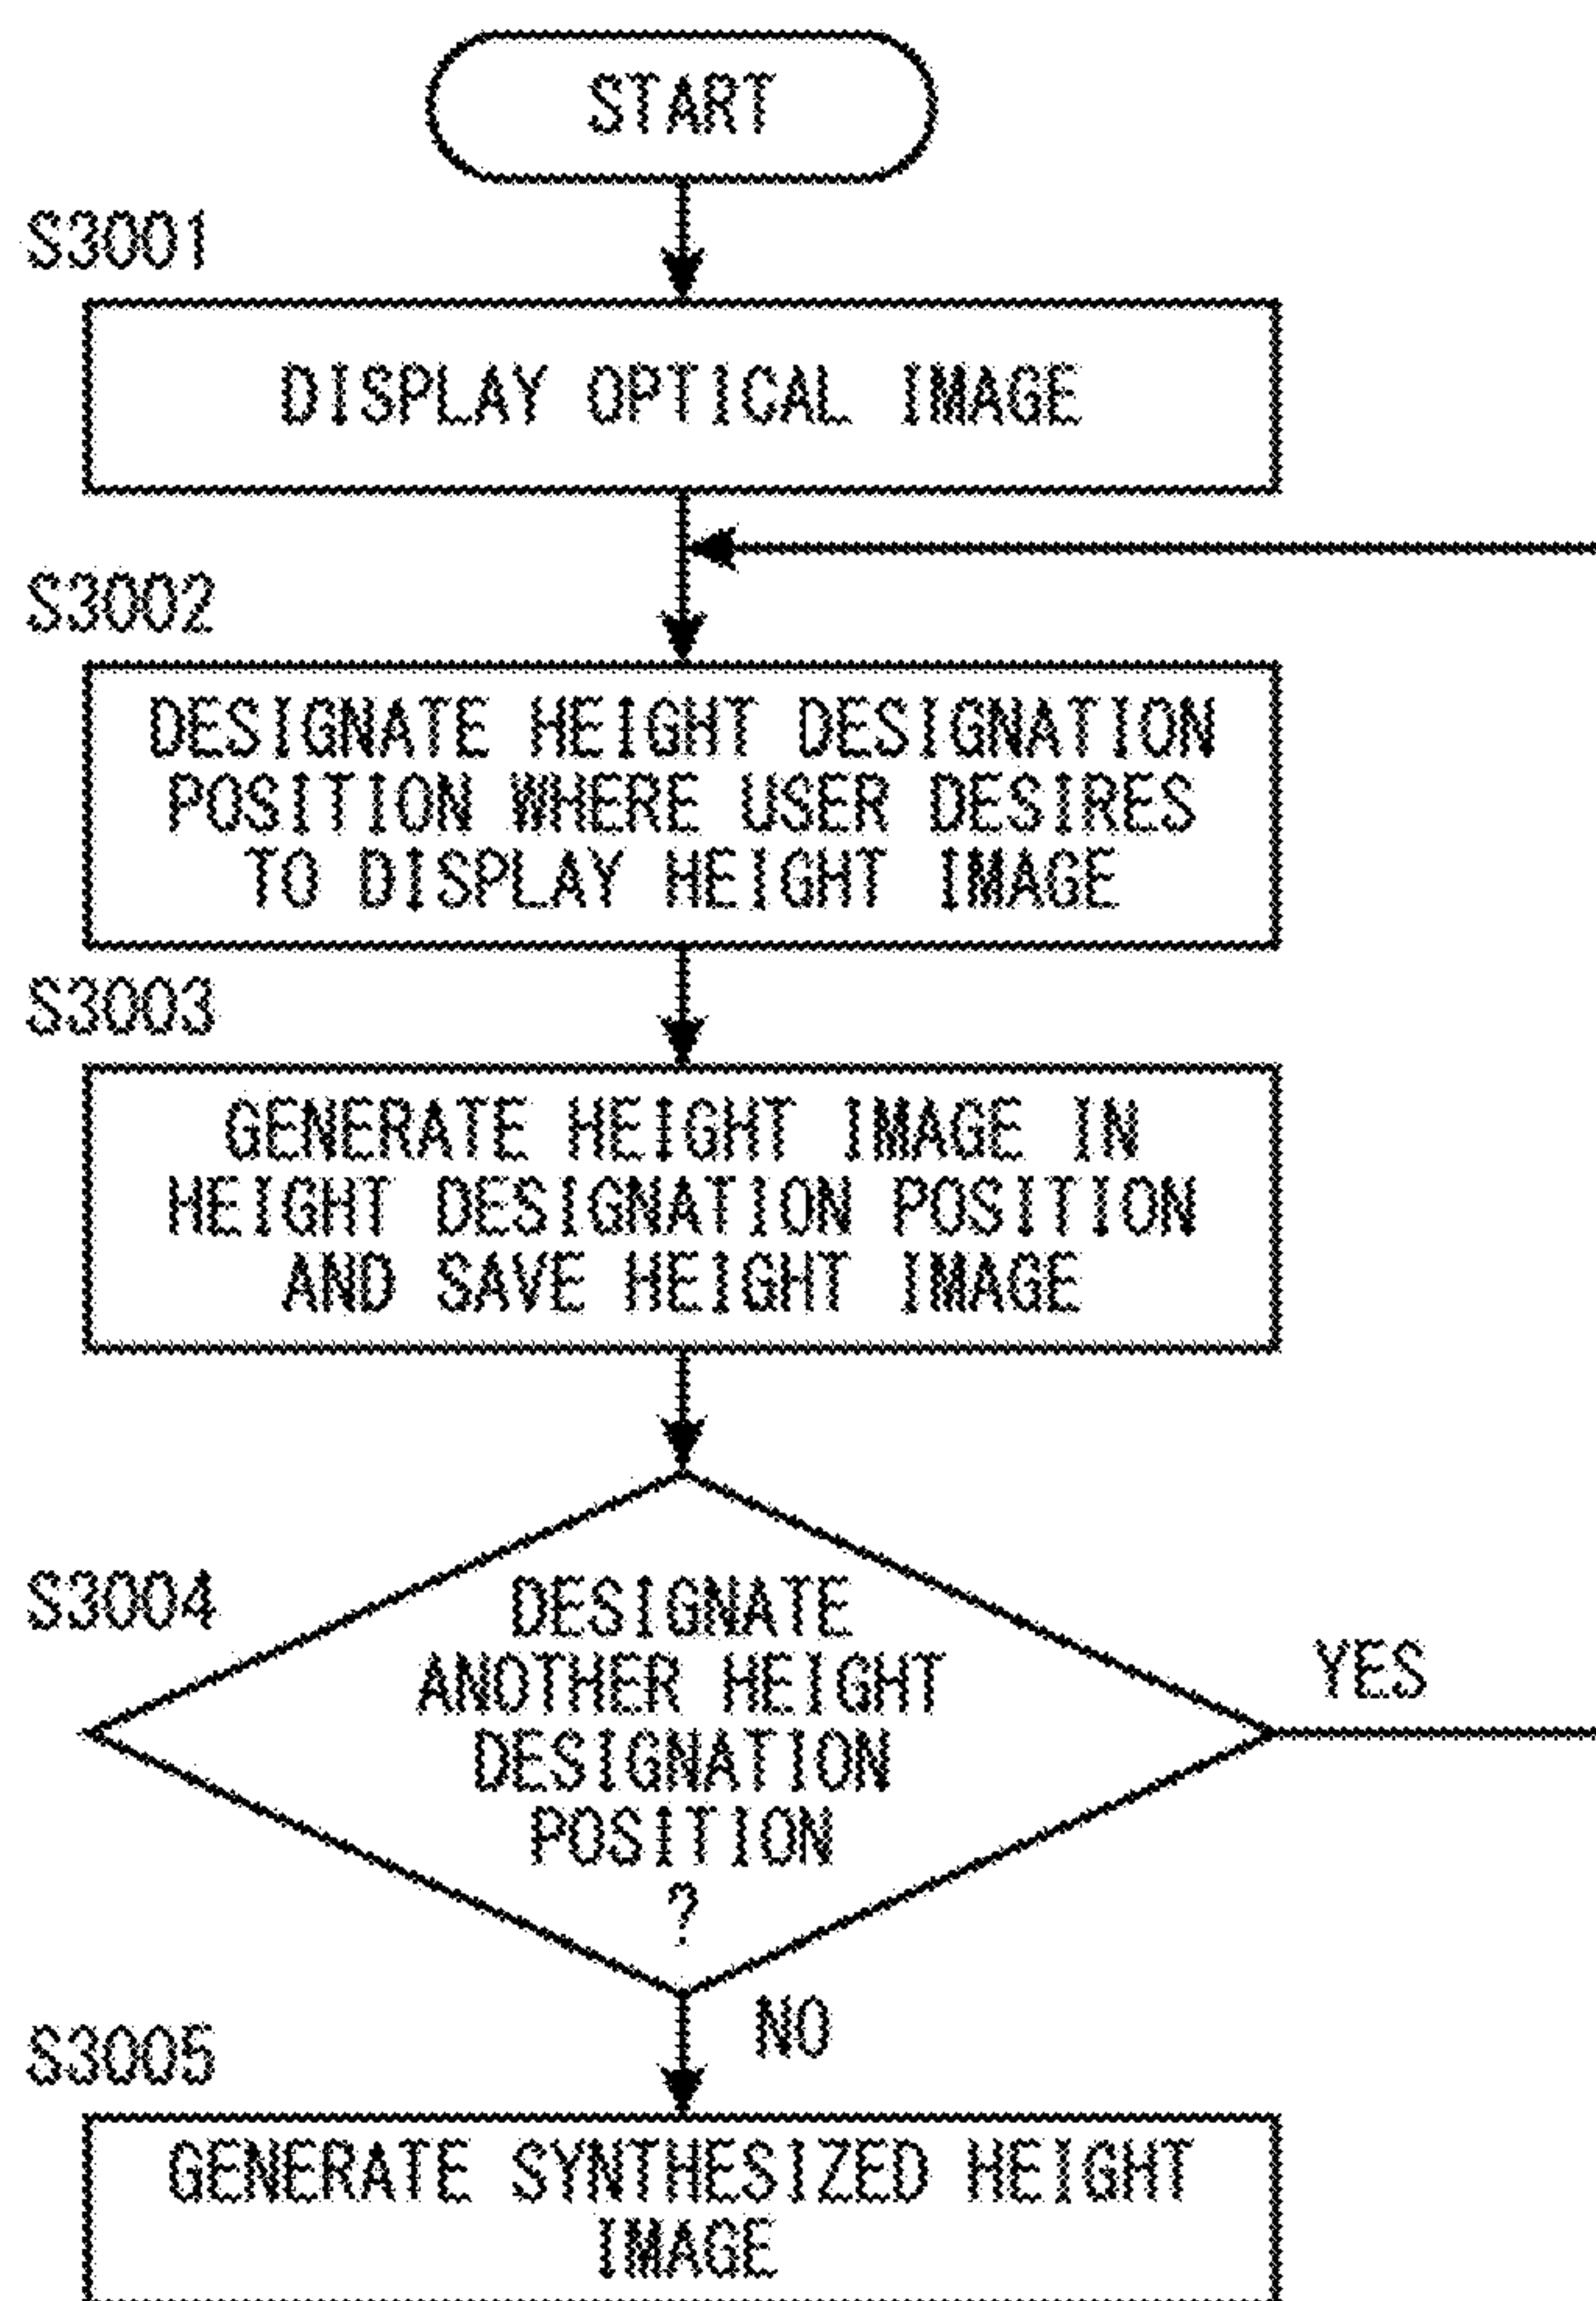 START
S3001
DISPLAY OPTICAL IMAGE
S3002
DESIGNATE HEIGHT DESIGNATION
POSITION WHERE USER DESIRES
TO DISPLAY HEIGHT IMAGE
S3003
GENERATE HEIGHT IMAGE IN
HEIGHT DESIGNATION POSITION
AND SAVE HEIGHT IMAGE
S3004
DESIGNATE
ANOTHER HEIGHT
DESIGNATION
POSITION
?
YES
NO
S3005
GENERATE SYNTHESIZED HEIGHT
IMAGE